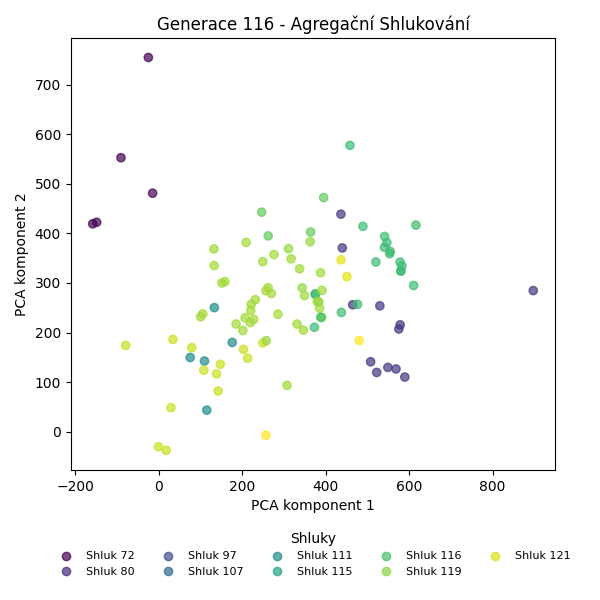 Generace 116 - Agregační Shlukování
PCA komponent 2
700
600
500
400
300
200
100
0
−200
0
200
400
600
800
PCA komponent 1
Shluky
Shluk 72
Shluk 97
Shluk 111
Shluk 116
Shluk 121
Shluk 80
Shluk 107
Shluk 115
Shluk 119